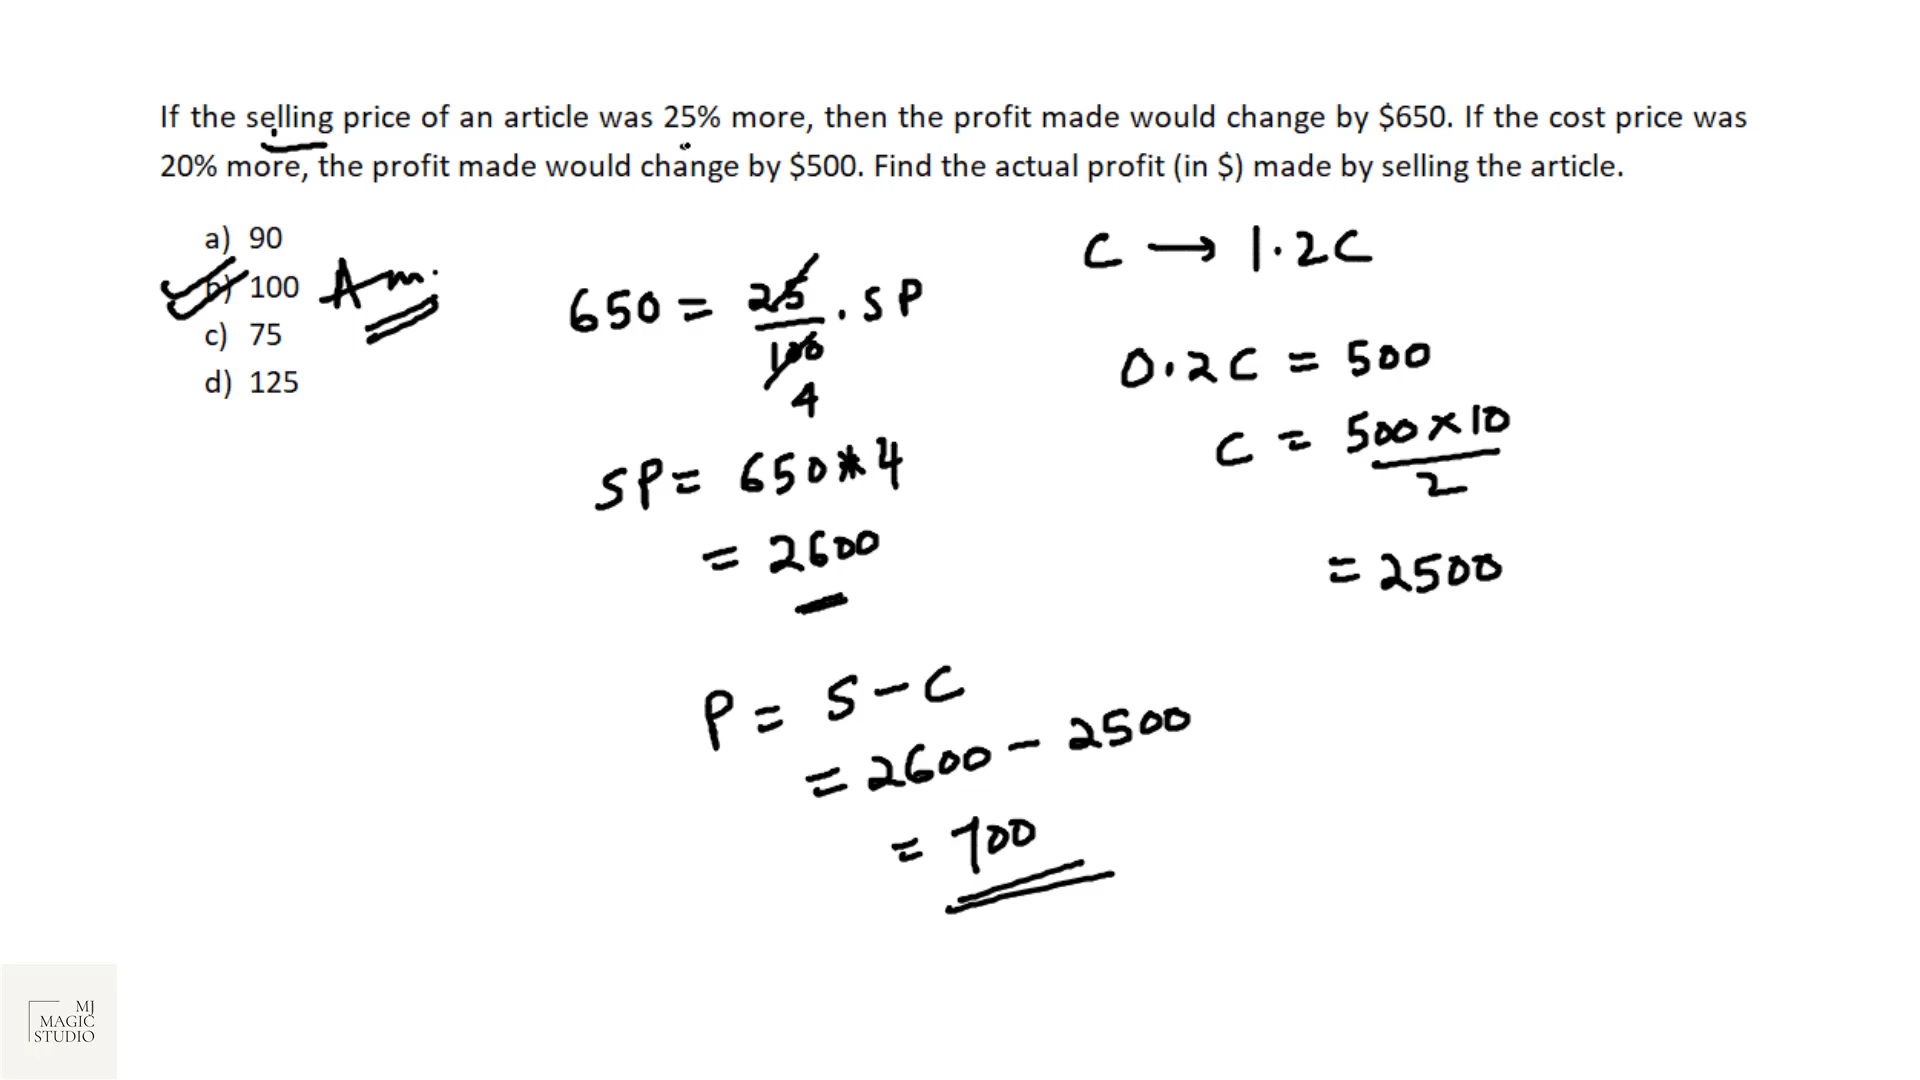 If the selling price of an article was 25% more, then the profit made would change by $650. If the cost price was
20% more, the profit made would change by $500. Find the actual profit (in $) made by selling the article.
a) 90
b) 100 Ans.
c) 75
d) 125
650 = 25/100 . SP
4
SP = 650*4
= 2600
C → 1.2C
0.2C = 500
C = 500×10/2
= 2500
P = S - C
= 2600 - 2500
= 100
MJ
MAGIC
STUDIO